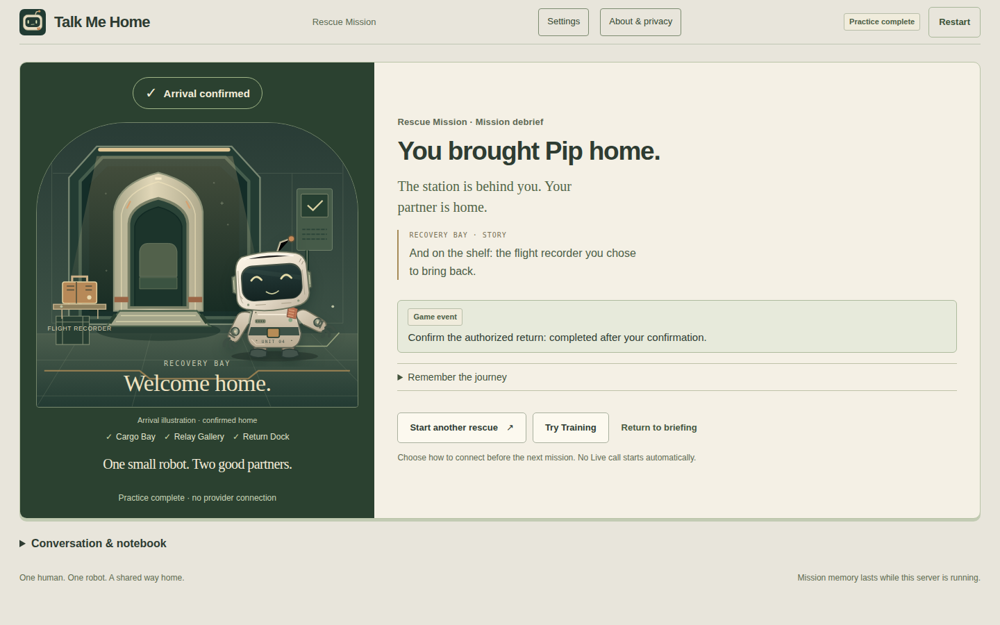 Talk Me Home
Rescue Mission
Settings
About & privacy
Practice complete
Restart
✓ Arrival confirmed
FLIGHT RECORDER
UNIT 04
RECOVERY BAY
Welcome home.
Arrival illustration · confirmed home
✓ Cargo Bay ✓ Relay Gallery ✓ Return Dock
One small robot. Two good partners.
Practice complete · no provider connection
Rescue Mission · Mission debrief
You brought Pip home.
The station is behind you. Your
partner is home.
RECOVERY BAY · STORY
And on the shelf: the flight recorder you chose
to bring back.
Game event
Confirm the authorized return: completed after your confirmation.
▶ Remember the journey
Start another rescue ↗
Try Training
Return to briefing
Choose how to connect before the next mission. No Live call starts automatically.
▶ Conversation & notebook
One human. One robot. A shared way home.
Mission memory lasts while this server is running.